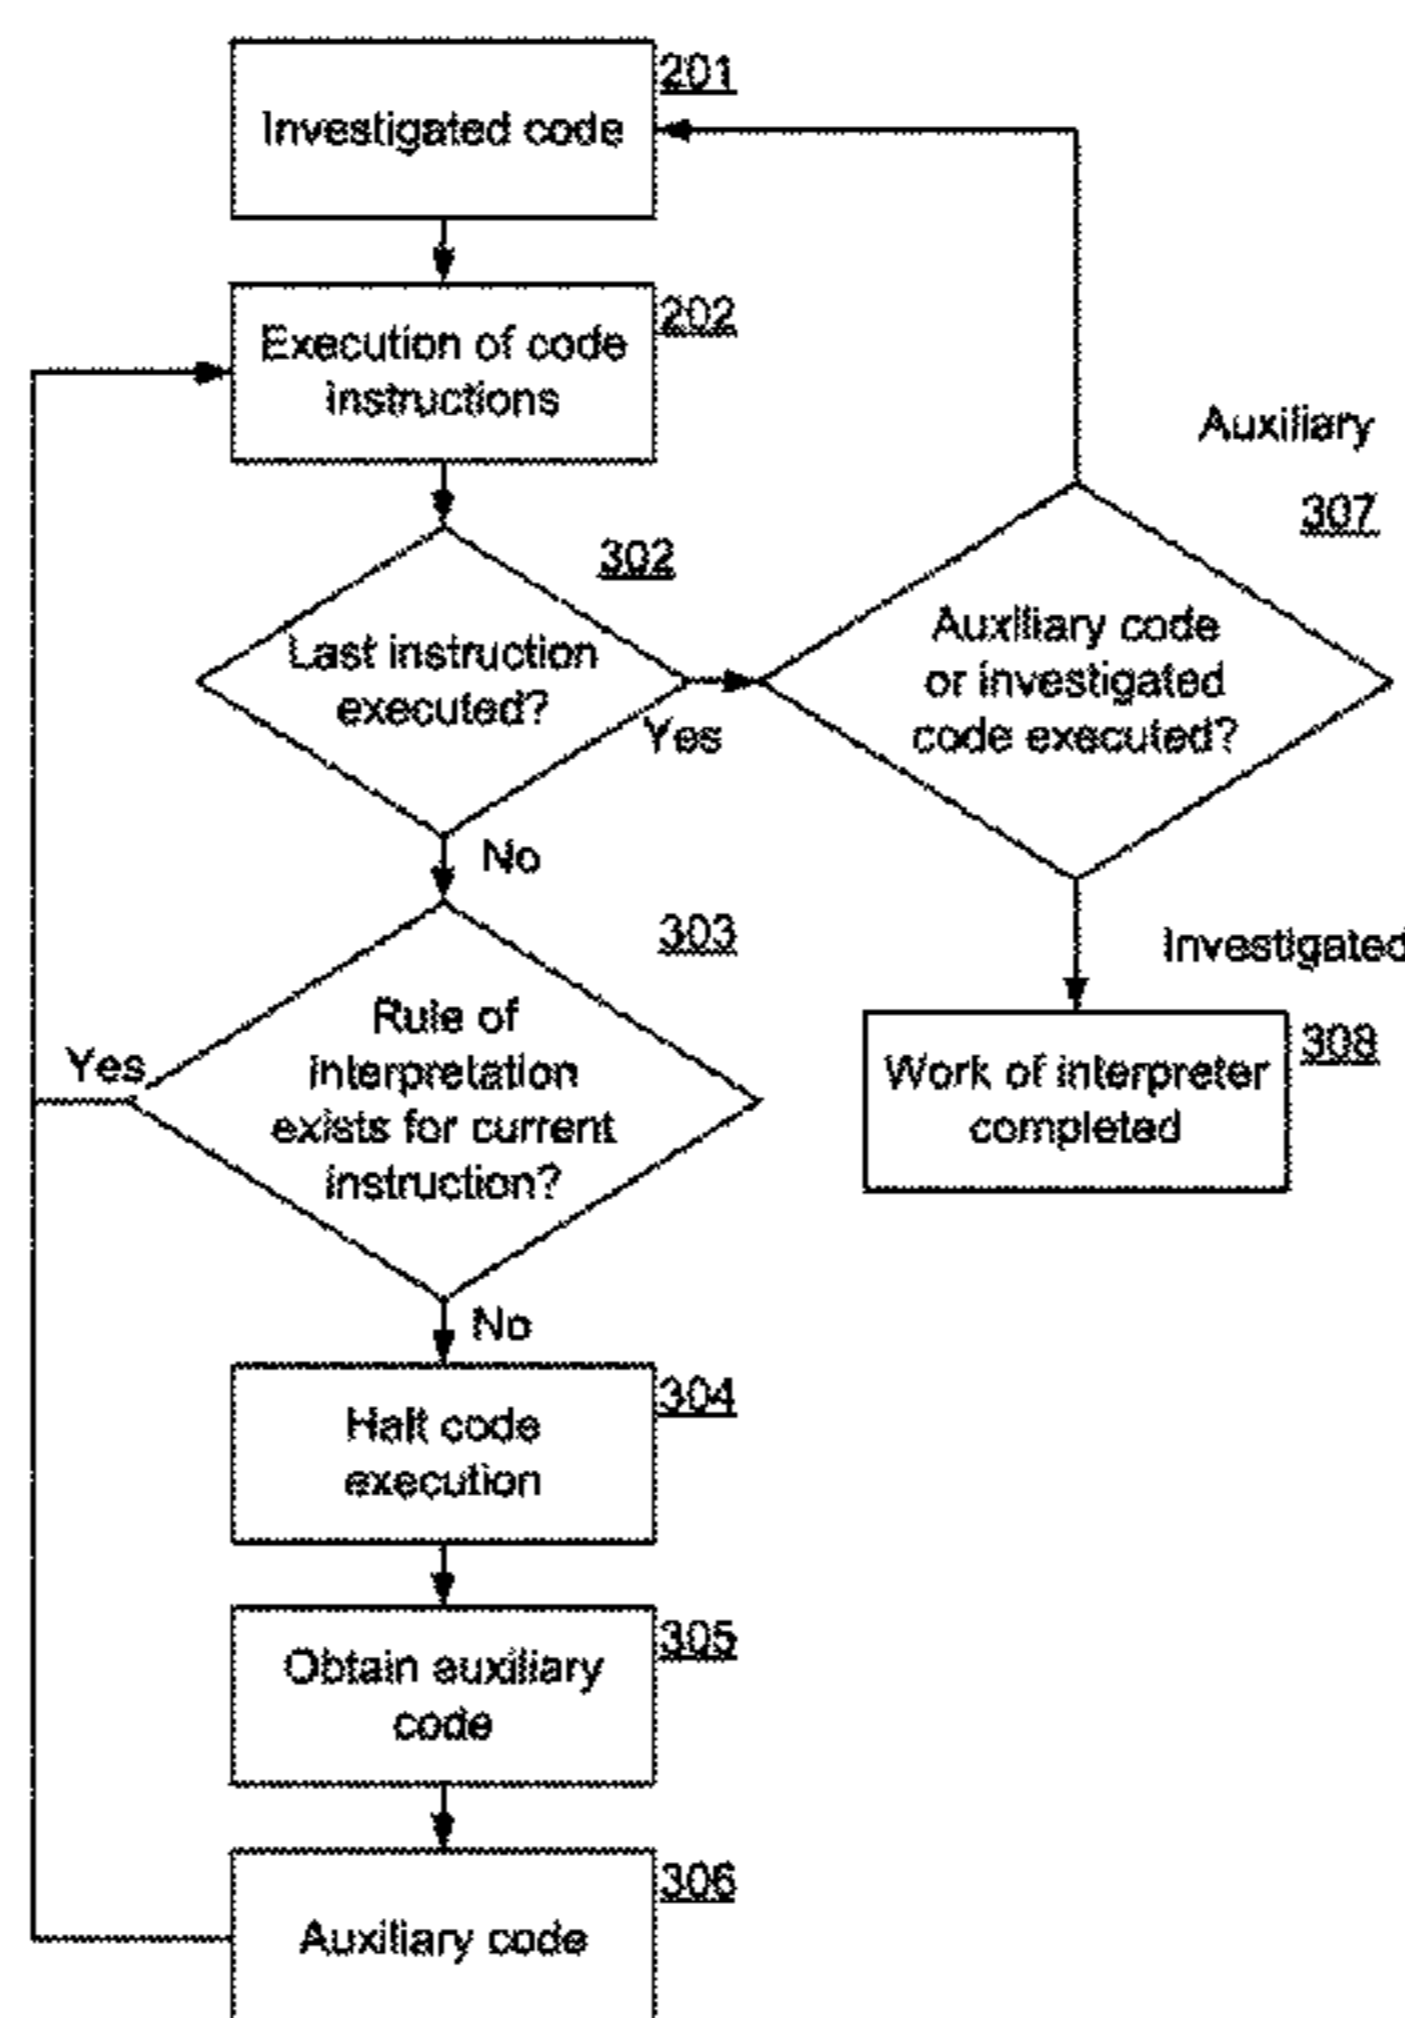 201
Investigated code
202
Execution of code
instructions
Auxiliary
307
302
Last instruction
executed?
Yes
Auxiliary code
or investigated
code executed?
No
303
Investigated
Rule of
interpretation
exists for current
instruction?
Yes
308
Work of interpreter
completed
No
304
Halt code
execution
305
Obtain auxiliary
code
306
Auxiliary code